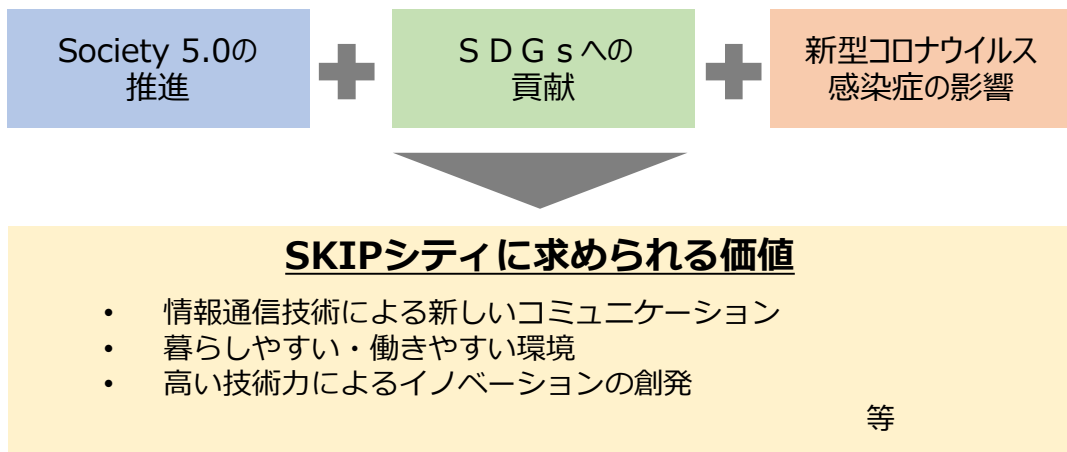 Society 5.0の
推進
ＳＤＧｓへの
貢献
新型コロナウイルス
感染症の影響
SKIPシティに求められる価値
• 情報通信技術による新しいコミュニケーション
• 暮らしやすい・働きやすい環境
• 高い技術力によるイノベーションの創発
等